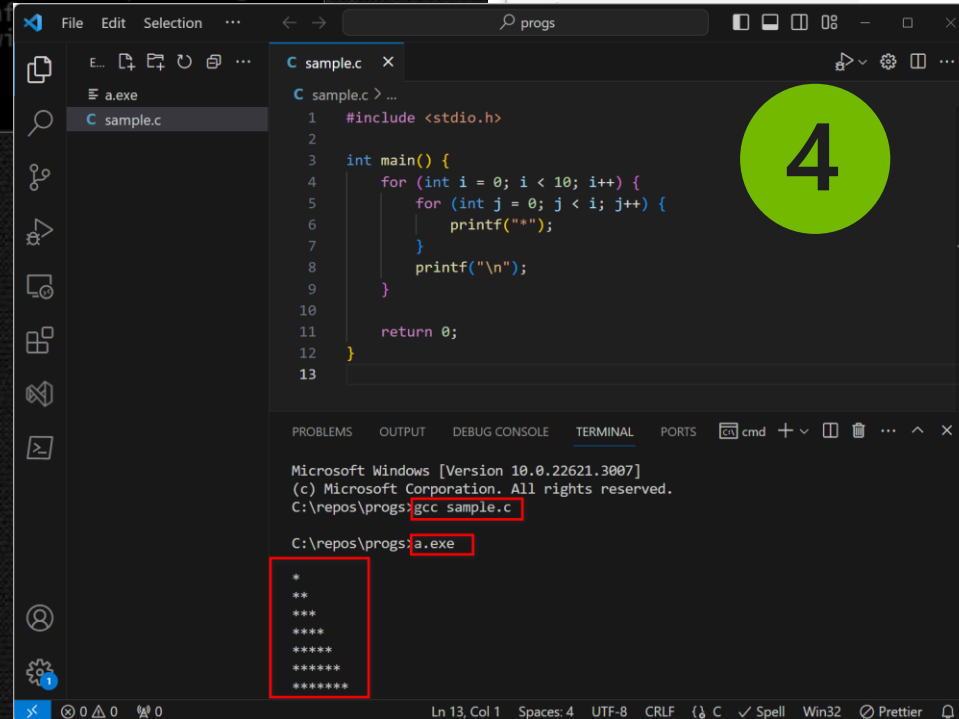 File Edit Selection ··· progs
E... ···
a.exe
C sample.c
C sample.c
C sample.c > ...
1 #include <stdio.h>
2
3 int main() {
4 for (int i = 0; i < 10; i++) {
5 for (int j = 0; j < i; j++) {
6 printf("*");
7 }
8 printf("\n");
9 }
10
11 return 0;
12 }
13
4
PROBLEMS OUTPUT DEBUG CONSOLE TERMINAL PORTS cmd
Microsoft Windows [Version 10.0.22621.3007]
(c) Microsoft Corporation. All rights reserved.
C:\repos\progs>gcc sample.c
C:\repos\progs>a.exe
*
**
***
****
*****
******
*******
1
0 0 0 Ln 13, Col 1 Spaces: 4 UTF-8 CRLF {} C Spell Win32 Prettier